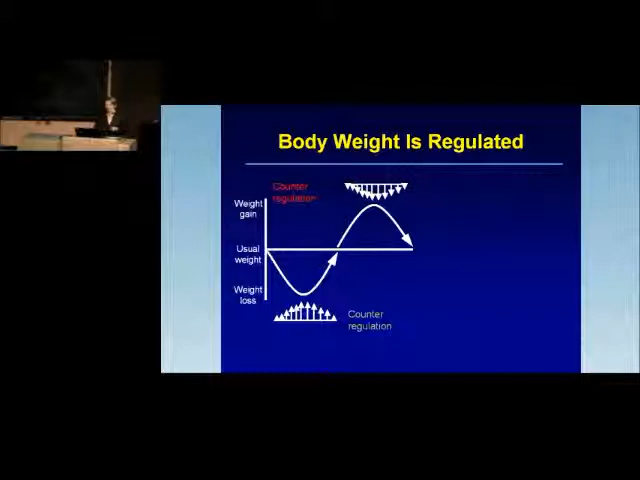 Body Weight Is Regulated
Counter
regulation
Weight
gain
Usual
weight
Weight
loss
Counter
regulation